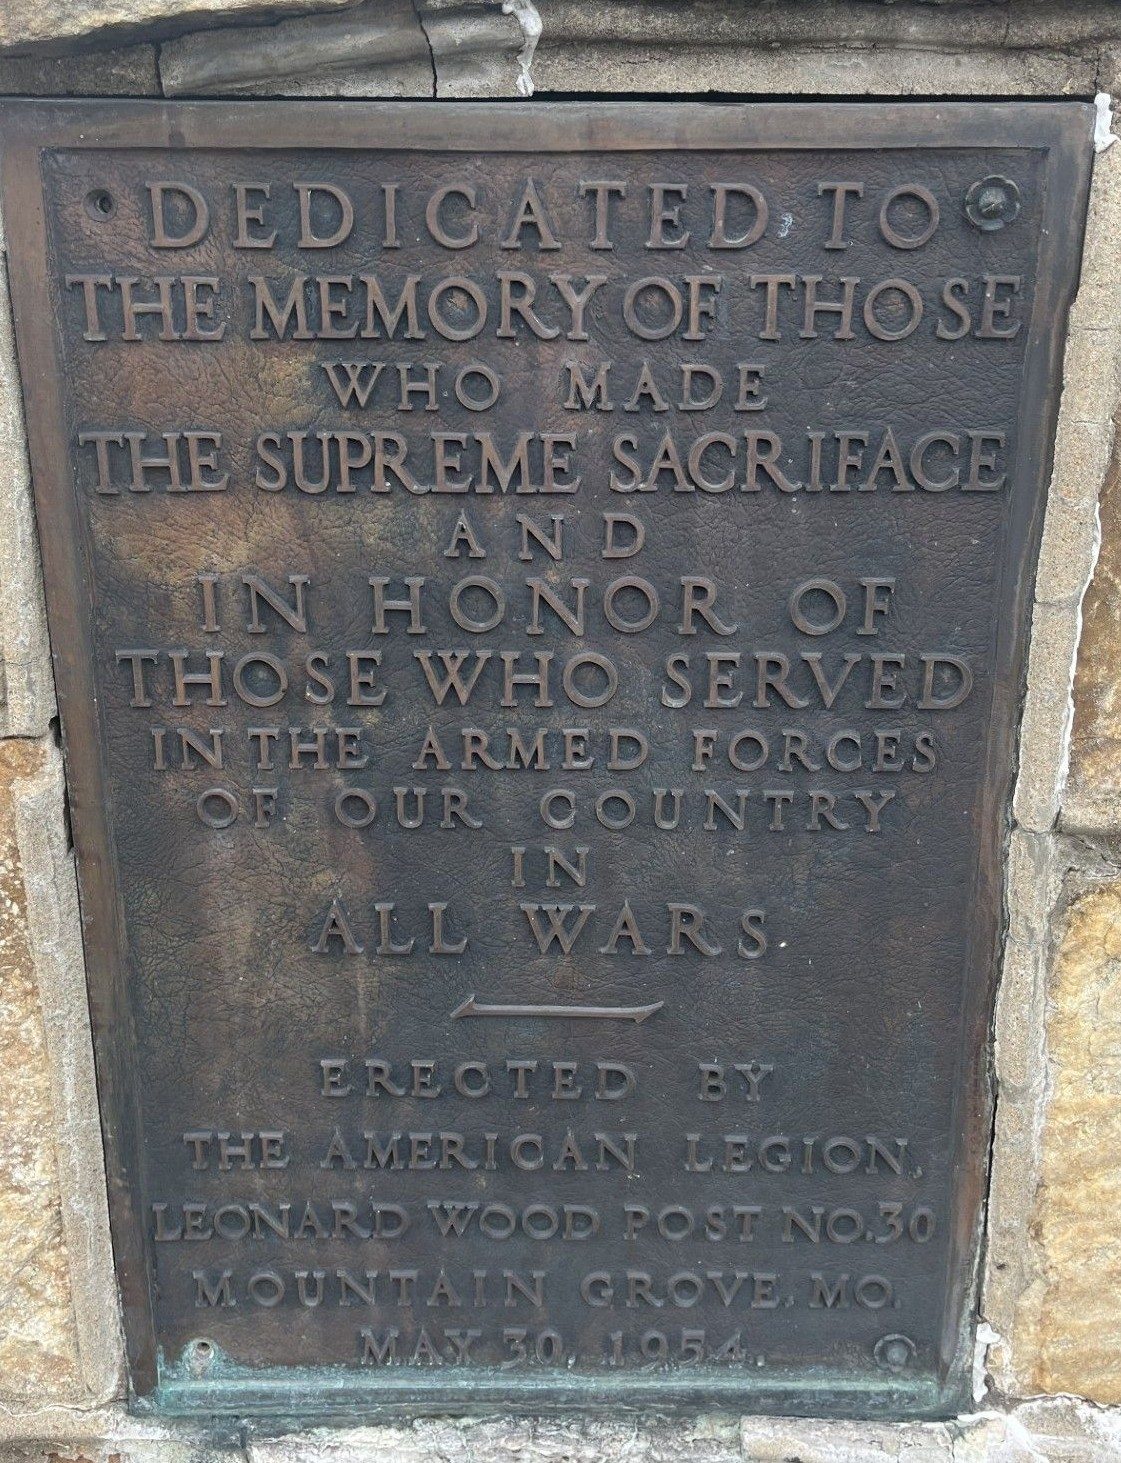 DEDICATED TO
THE MEMORY OF THOSE
WHO MADE
THE SUPREME SACRIFACE
AND
IN HONOR OF
THOSE WHO SERVED
IN THE ARMED FORCES
OF OUR COUNTRY
IN
ALL WARS
ERECTED BY
THE AMERICAN LEGION,
LEONARD WOOD POST NO.30
MOUNTAIN GROVE, MO.
MAY 30, 1954.